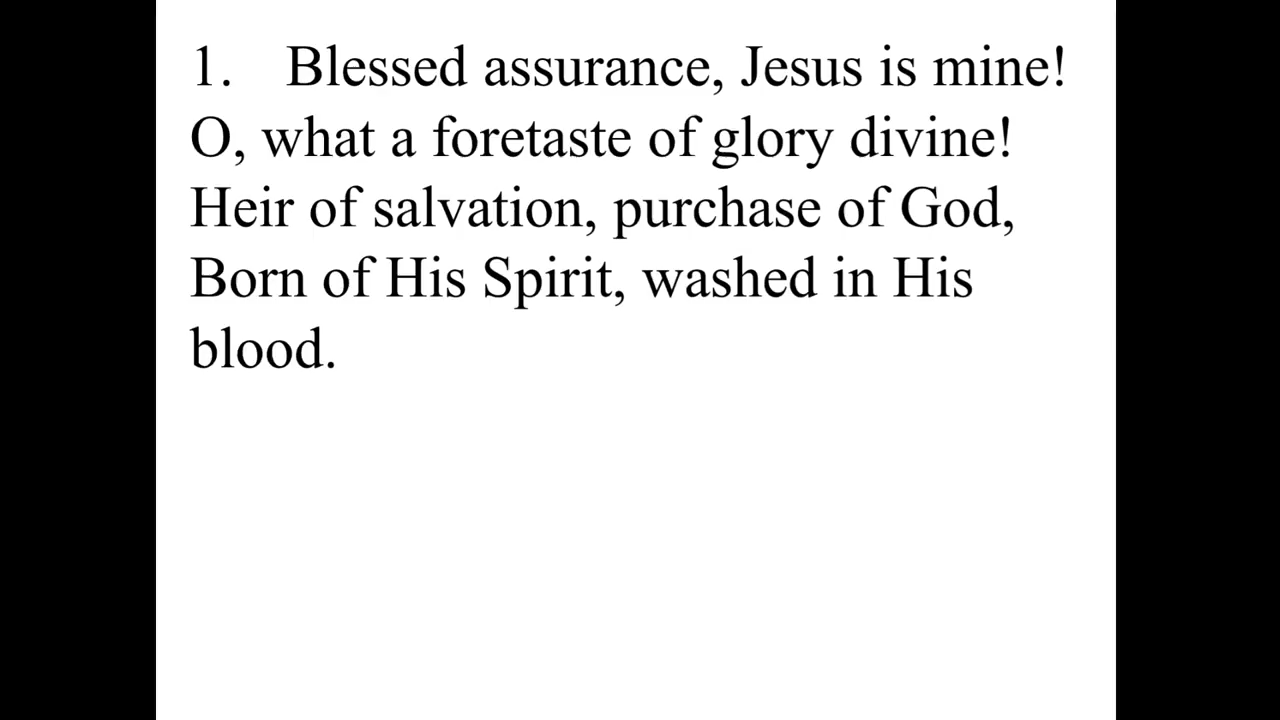 1. Blessed assurance, Jesus is mine!
O, what a foretaste of glory divine!
Heir of salvation, purchase of God,
Born of His Spirit, washed in His
blood.